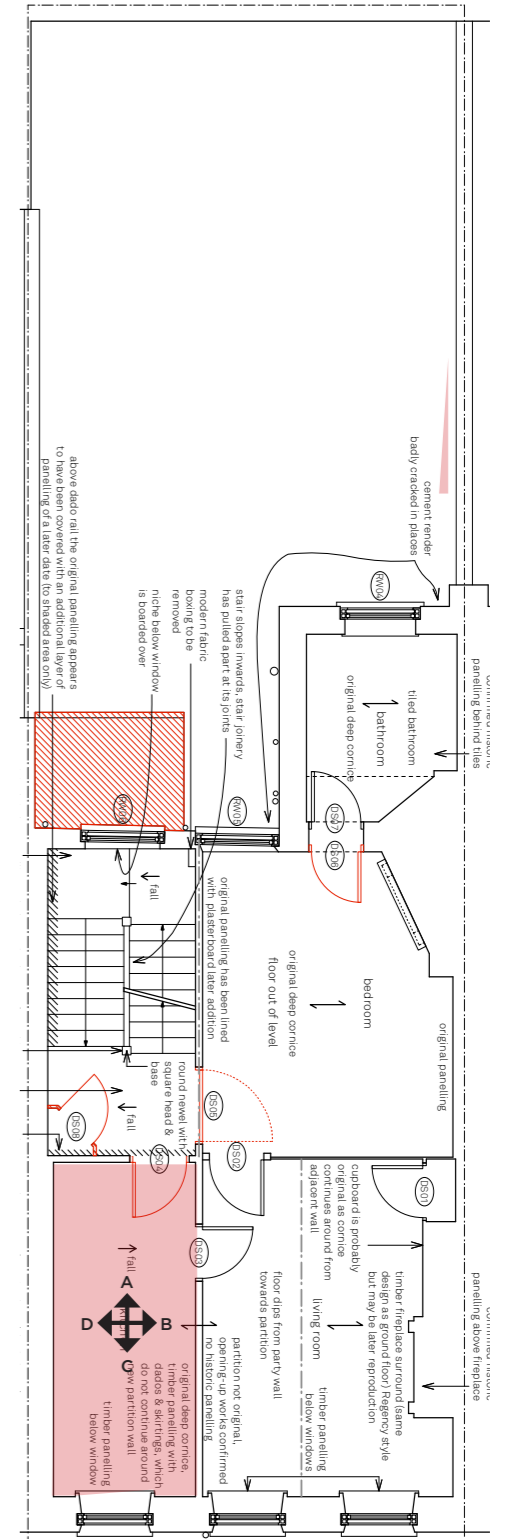 cement render
badly cracked in places
RW04
panelling behind tiles
tiled bathroom
bathroom
original deep cornice
DS07
DS06
above dado rail the original panelling appears
to have been covered with an additional layer of
panelling of a later date (to shaded area only)
niche below window
is boarded over
modern fabric
boxing to be
removed
stair slopes inwards, stair joinery
has pulled apart at its joints
fall
original panelling has been lined
with plasterboard later addition
bedroom
original deep cornice
floor out of level
original panelling
round newel with
square head &
base
fall
DS08
DS05
DS04
DS02
DS03
DS01
cupboard is probably
original as cornice
continues around from
adjacent wall
timber fireplace surround (same
design as ground floor) Regency style
but may be later reproduction
panelling above fireplace
living room
floor dips from party wall
towards partition
partition not original,
opening-up works confirmed
no historic panelling
timber panelling
below windows
fall
A
B
C
D
original deep cornice,
timber panelling with
dados & skirtings, which
do not continue around
new partition wall
timber panelling
below window